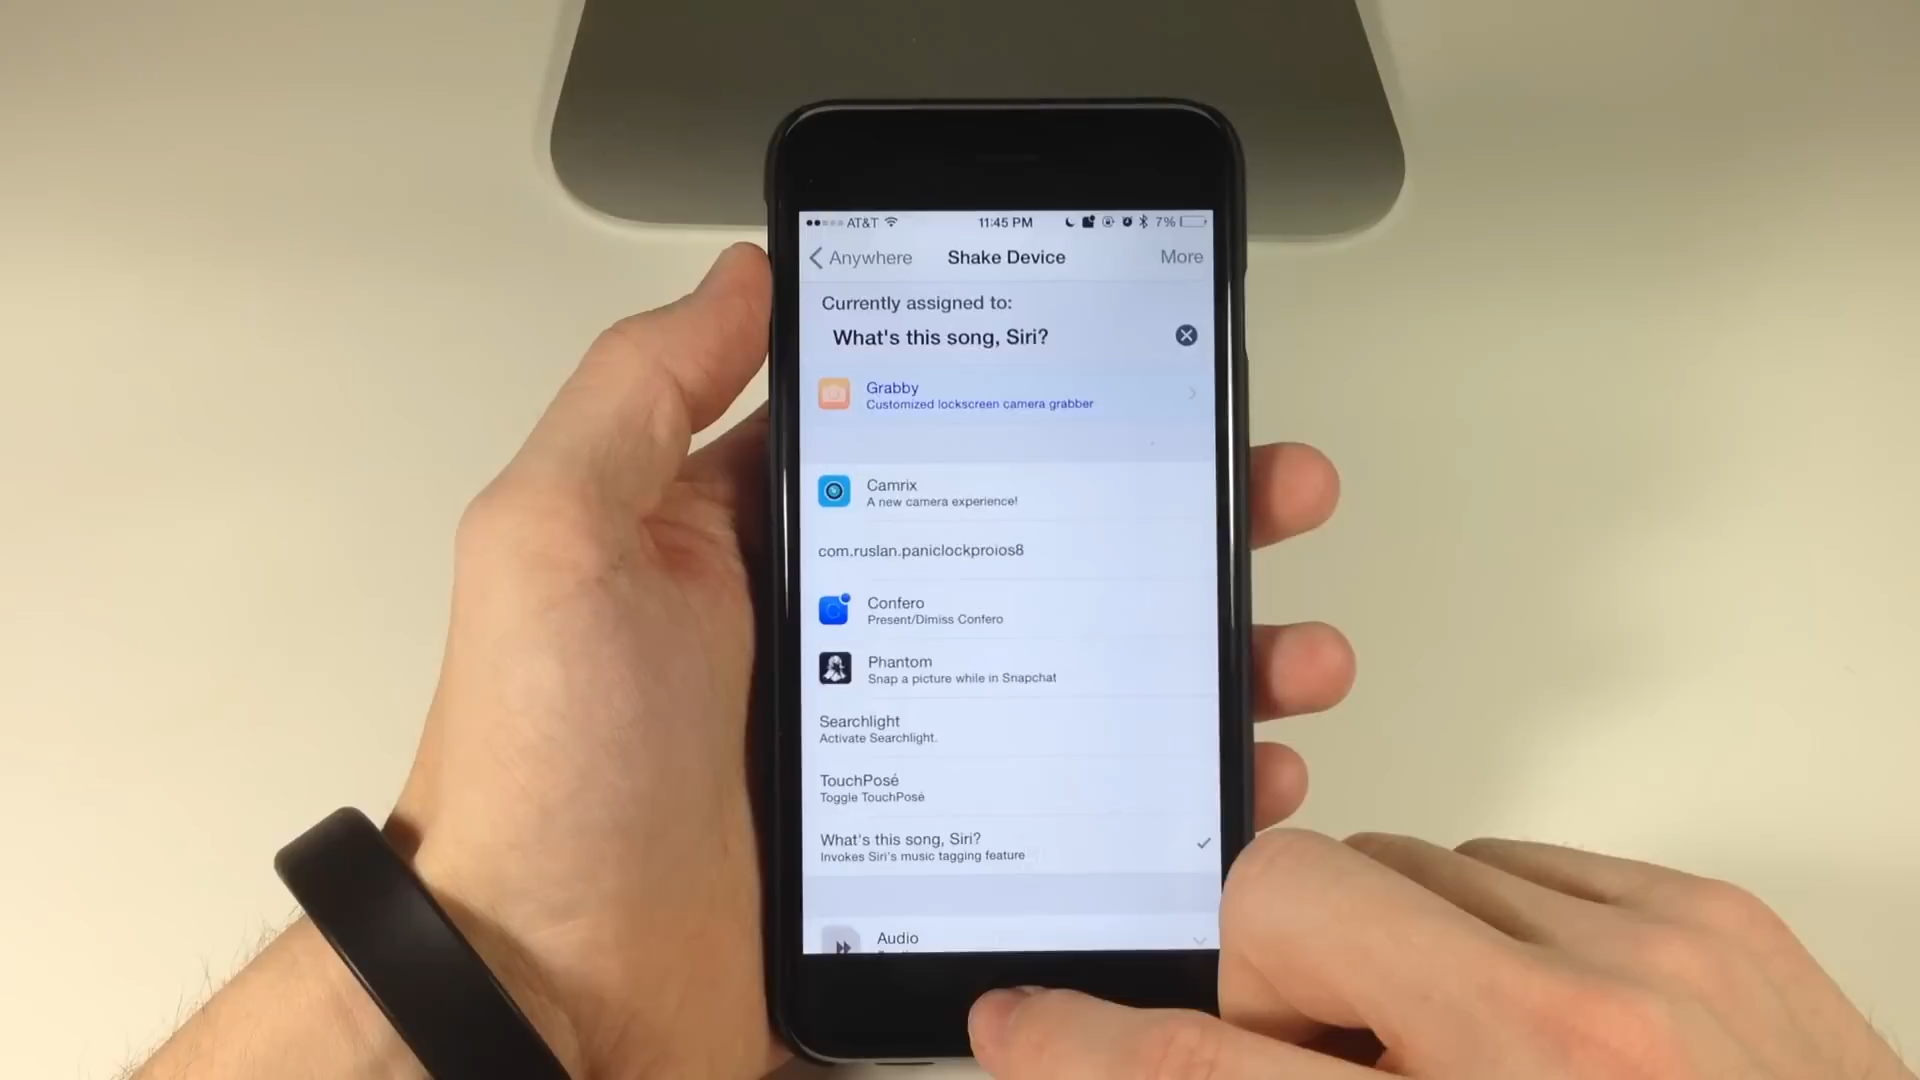 AT&T 11:45 PM 7%
Anywhere Shake Device More
Currently assigned to:
What's this song, Siri?
Grabby
Customized lockscreen camera grabber
Camrix
A new camera experience!
com.ruslan.paniclockproios8
Confero
Present/Dimiss Confero
Phantom
Snap a picture while in Snapchat
Searchlight
Activate Searchlight.
TouchPosé
Toggle TouchPosé
What's this song, Siri?
Invokes Siri's music tagging feature
Audio